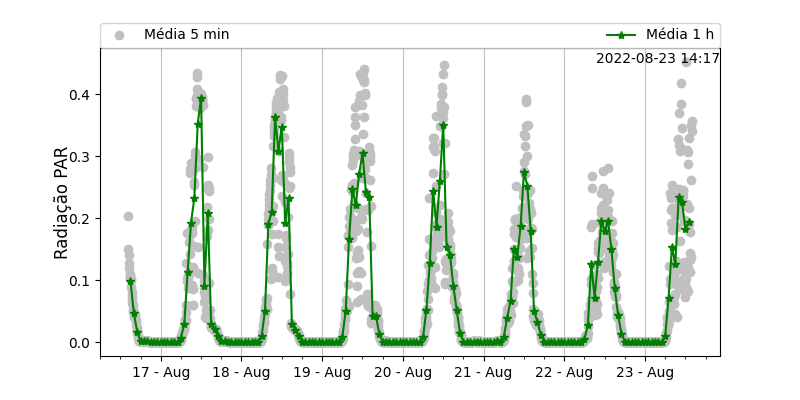 Média 5 min
Média 1 h
2022-08-23 14:17
Radiação PAR
0.4
0.3
0.2
0.1
0.0
17 - Aug
18 - Aug
19 - Aug
20 - Aug
21 - Aug
22 - Aug
23 - Aug